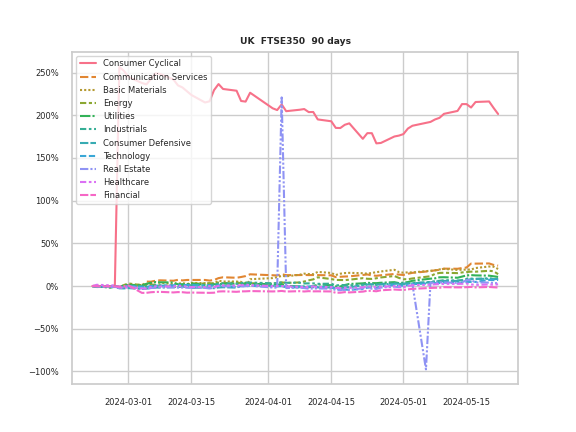 UK FTSE350 90 days
250%
200%
150%
100%
50%
0%
−50%
−100%
Consumer Cyclical
Communication Services
Basic Materials
Energy
Utilities
Industrials
Consumer Defensive
Technology
Real Estate
Healthcare
Financial
2024-03-01
2024-03-15
2024-04-01
2024-04-15
2024-05-01
2024-05-15